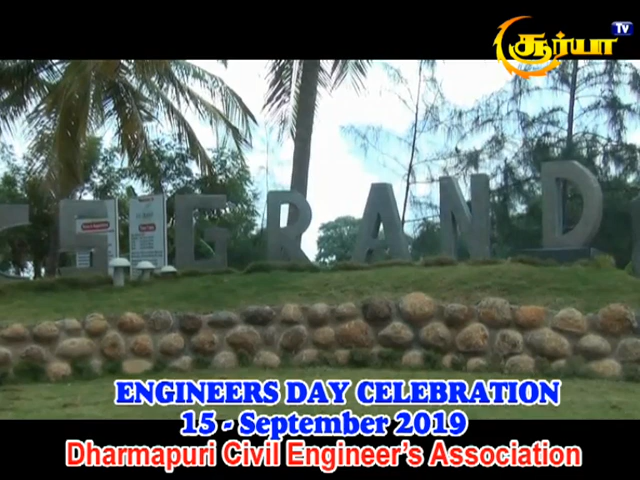 சூர்யா TV
GRAND
ENGINEERS DAY CELEBRATION
15 - September 2019
Dharmapuri Civil Engineer's Association